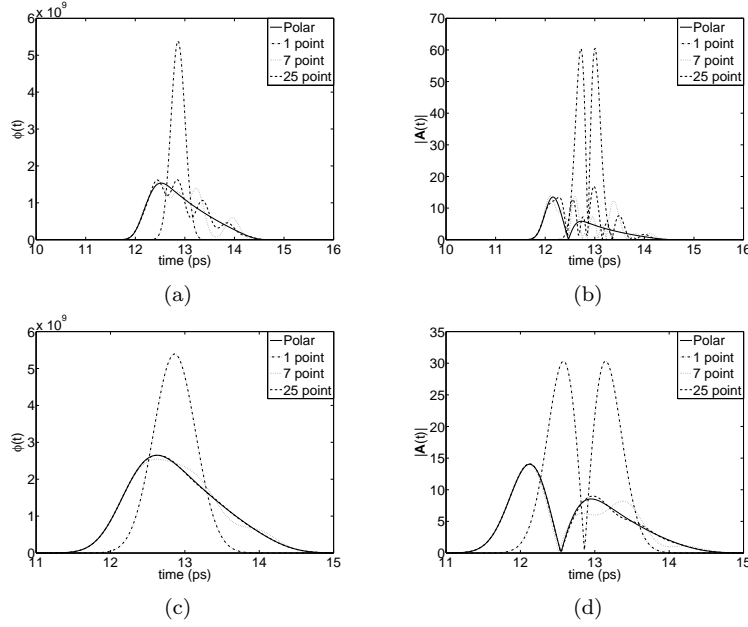 6 x 10^9
5
4
3
2
1
0
10 11 12 13 14 15 16
φ(t)
time (ps)
Polar
1 point
7 point
25 point
(a)
70
60
50
40
30
20
10
0
10 11 12 13 14 15 16
|A(t)|
time (ps)
Polar
1 point
7 point
25 point
(b)
6 x 10^9
5
4
3
2
1
0
11 12 13 14 15
φ(t)
time (ps)
Polar
1 point
7 point
25 point
(c)
35
30
25
20
15
10
5
0
11 12 13 14 15
|A(t)|
time (ps)
Polar
1 point
7 point
25 point
(d)